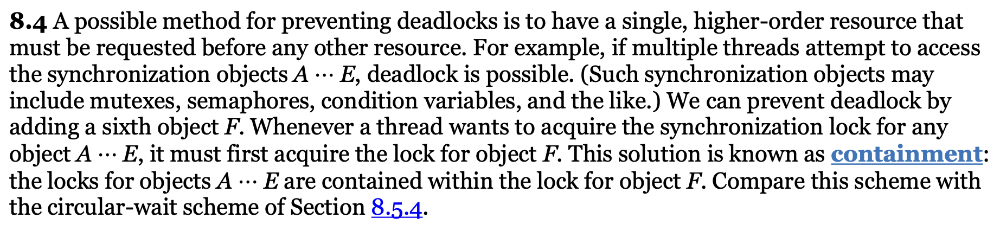 8.4 A possible method for preventing deadlocks is to have a single, higher-order resource that
must be requested before any other resource. For example, if multiple threads attempt to access
the synchronization objects A ··· E, deadlock is possible. (Such synchronization objects may
include mutexes, semaphores, condition variables, and the like.) We can prevent deadlock by
adding a sixth object F. Whenever a thread wants to acquire the synchronization lock for any
object A ··· E, it must first acquire the lock for object F. This solution is known as containment:
the locks for objects A ··· E are contained within the lock for object F. Compare this scheme with
the circular-wait scheme of Section 8.5.4.